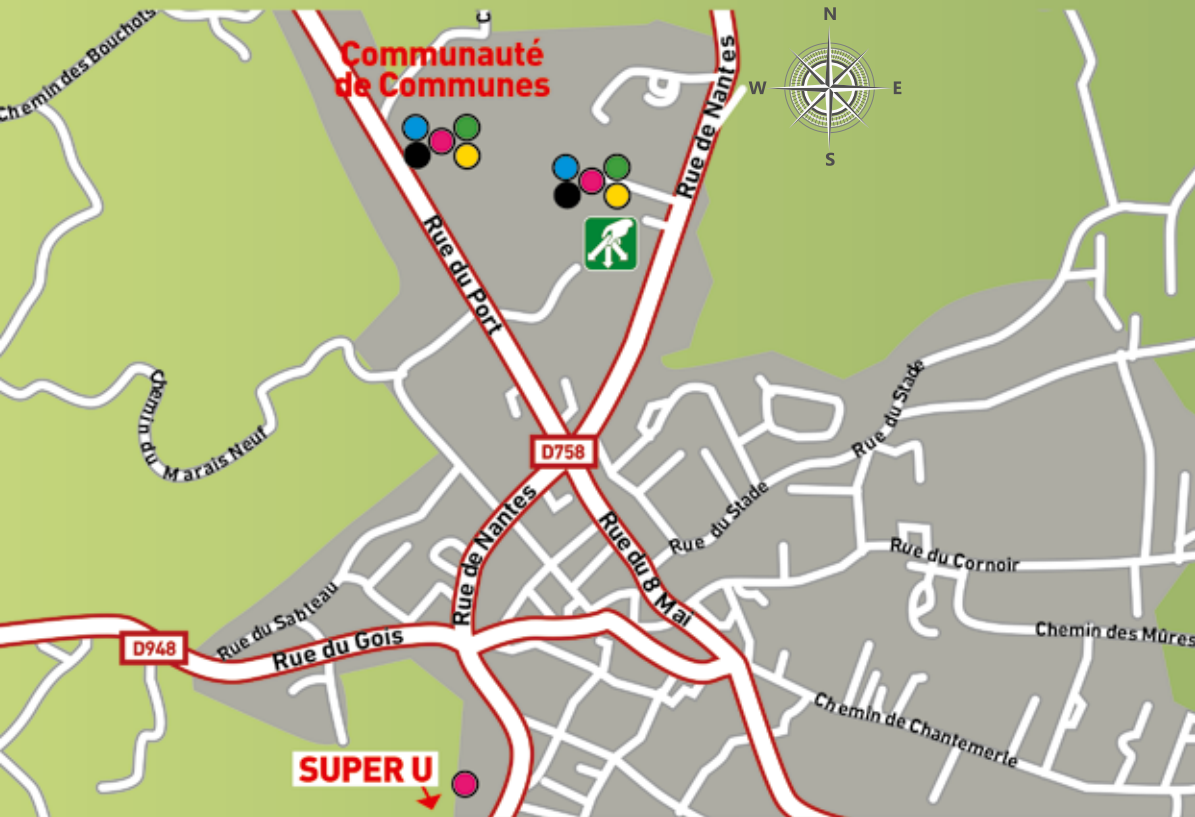 C
N
Chemin des Bouchots
Communauté
de Communes
Rue de Nantes
W
E
S
Rue du Port
Chemin du Marais Neuf
Rue du Stade
D758
Rue de Nantes
Rue du Stade
Rue du 8 Mai
Rue du Cornoir
Rue du Sableau
Rue du Gois
D948
Chemin des Mûres
Chemin de Chantemerle
SUPER U